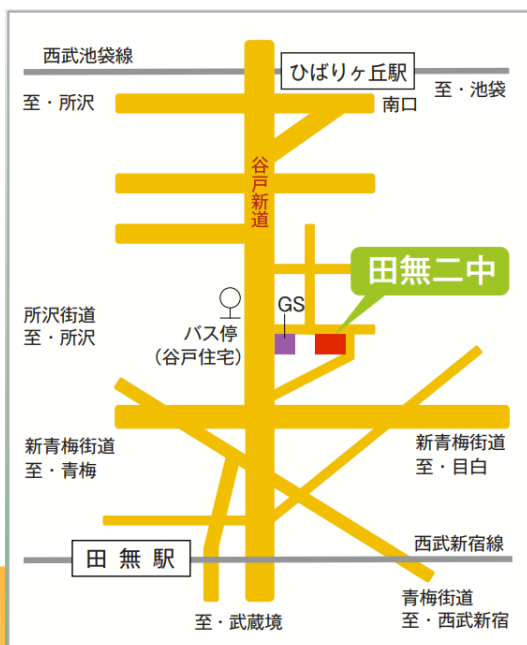 西武池袋線
ひばりヶ丘駅
至・所沢
至・池袋
南口
谷戸新道
田無二中
GS
所沢街道
至・所沢
バス停
（谷戸住宅）
新青梅街道
至・青梅
新青梅街道
至・目白
西武新宿線
田無駅
青梅街道
至・西武新宿
至・武蔵境